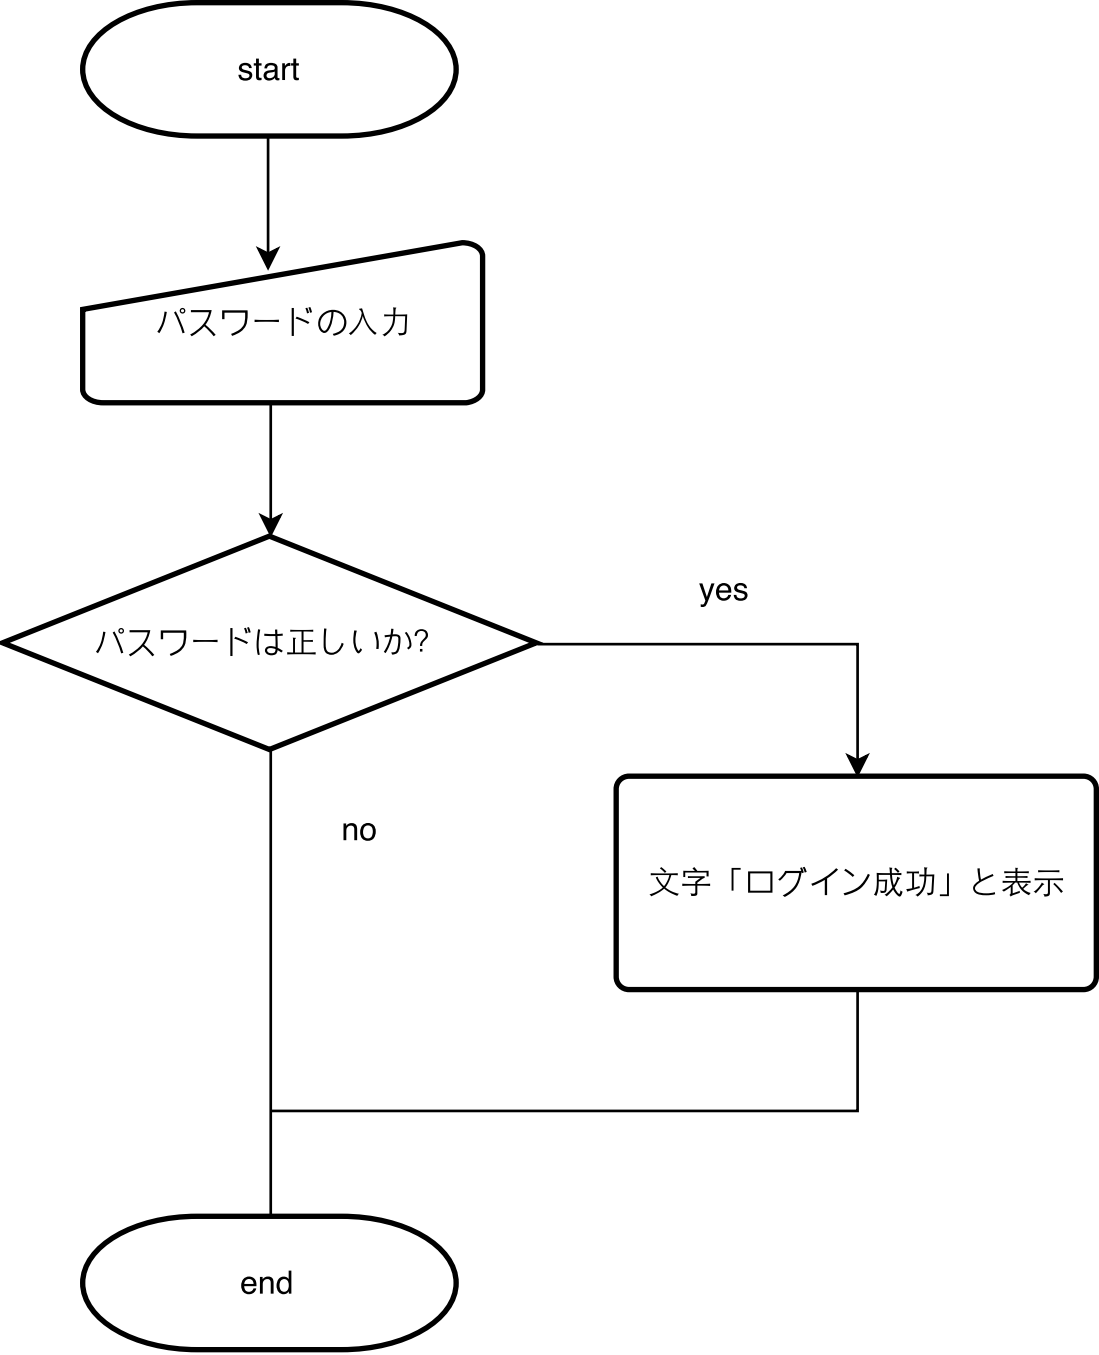 start
パスワードの入力
パスワードは正しいか?
yes
no
文字「ログイン成功」と表示
end